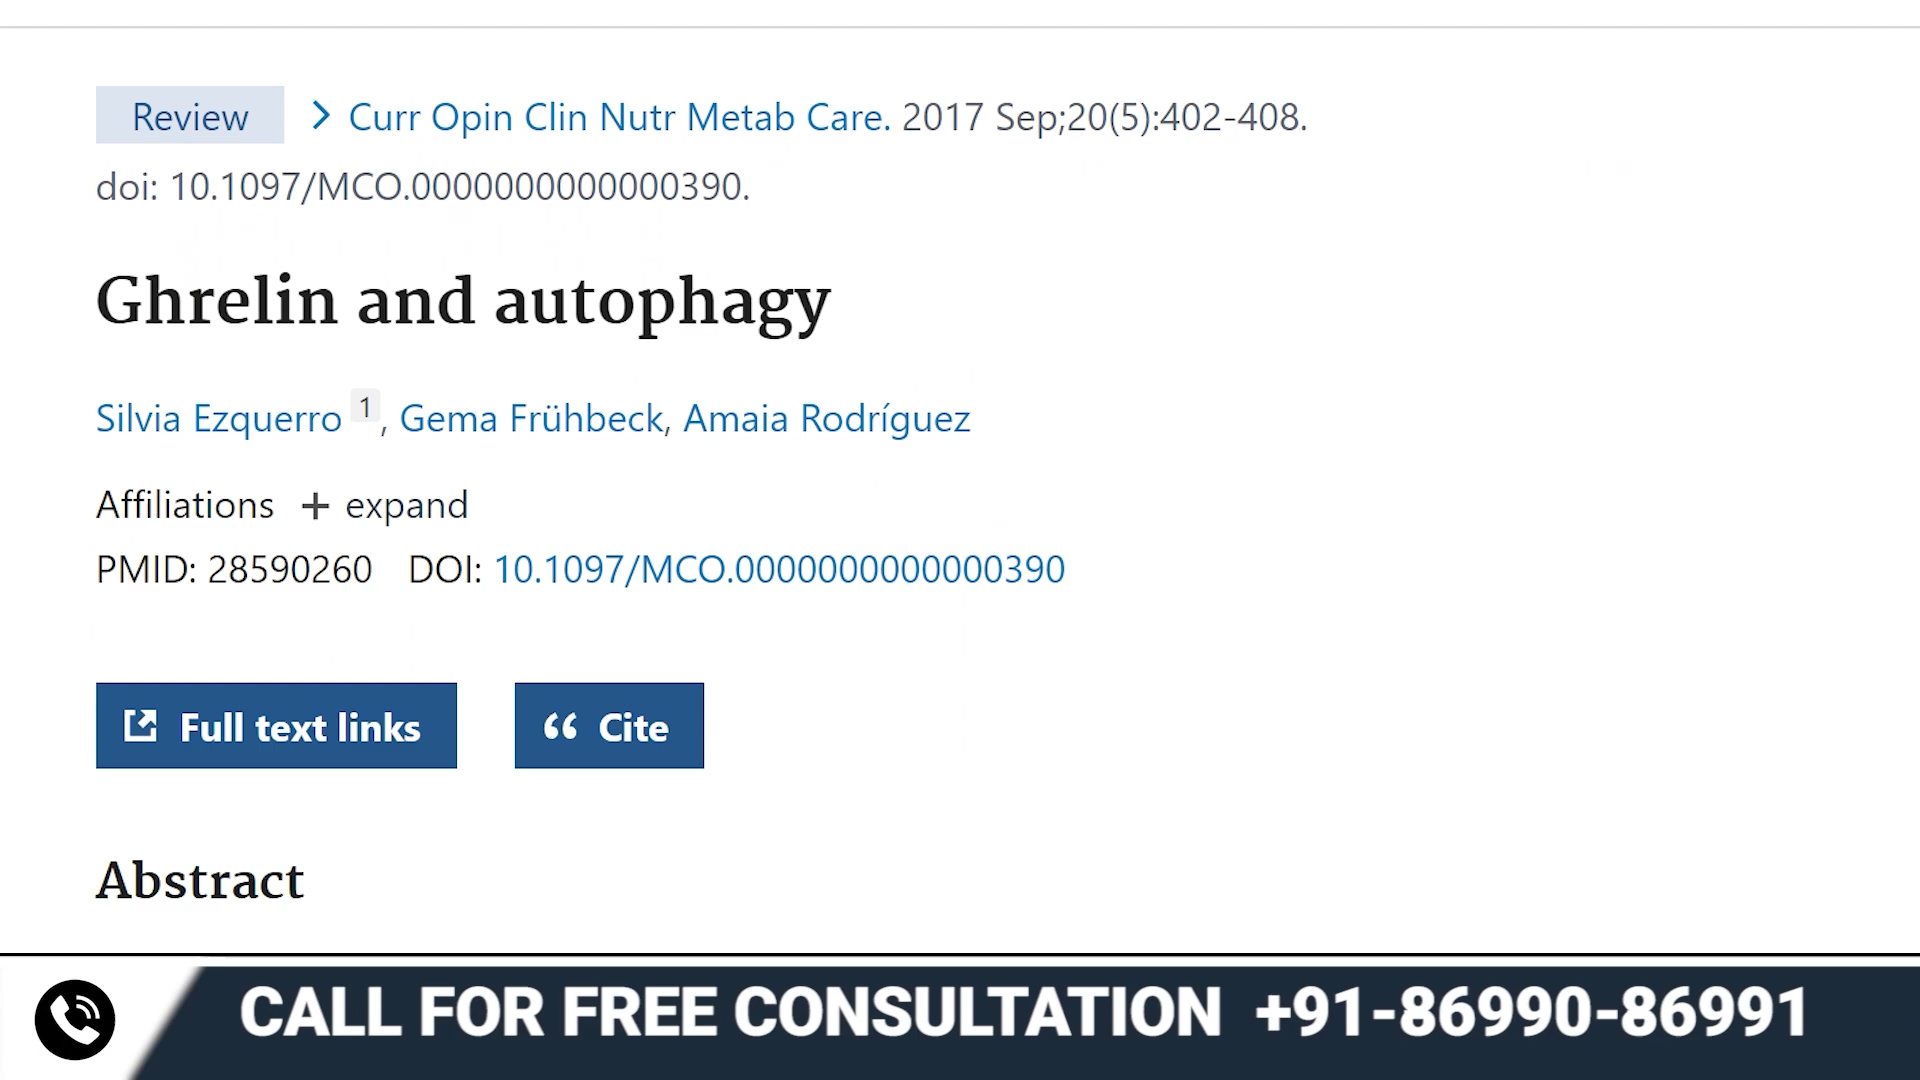 Review > Curr Opin Clin Nutr Metab Care. 2017 Sep;20(5):402-408.
doi: 10.1097/MCO.0000000000000390.
Ghrelin and autophagy
Silvia Ezquerro 1, Gema Frühbeck, Amaia Rodríguez
Affiliations + expand
PMID: 28590260 DOI: 10.1097/MCO.0000000000000390
Full text links “ Cite
Abstract
CALL FOR FREE CONSULTATION +91-86990-86991